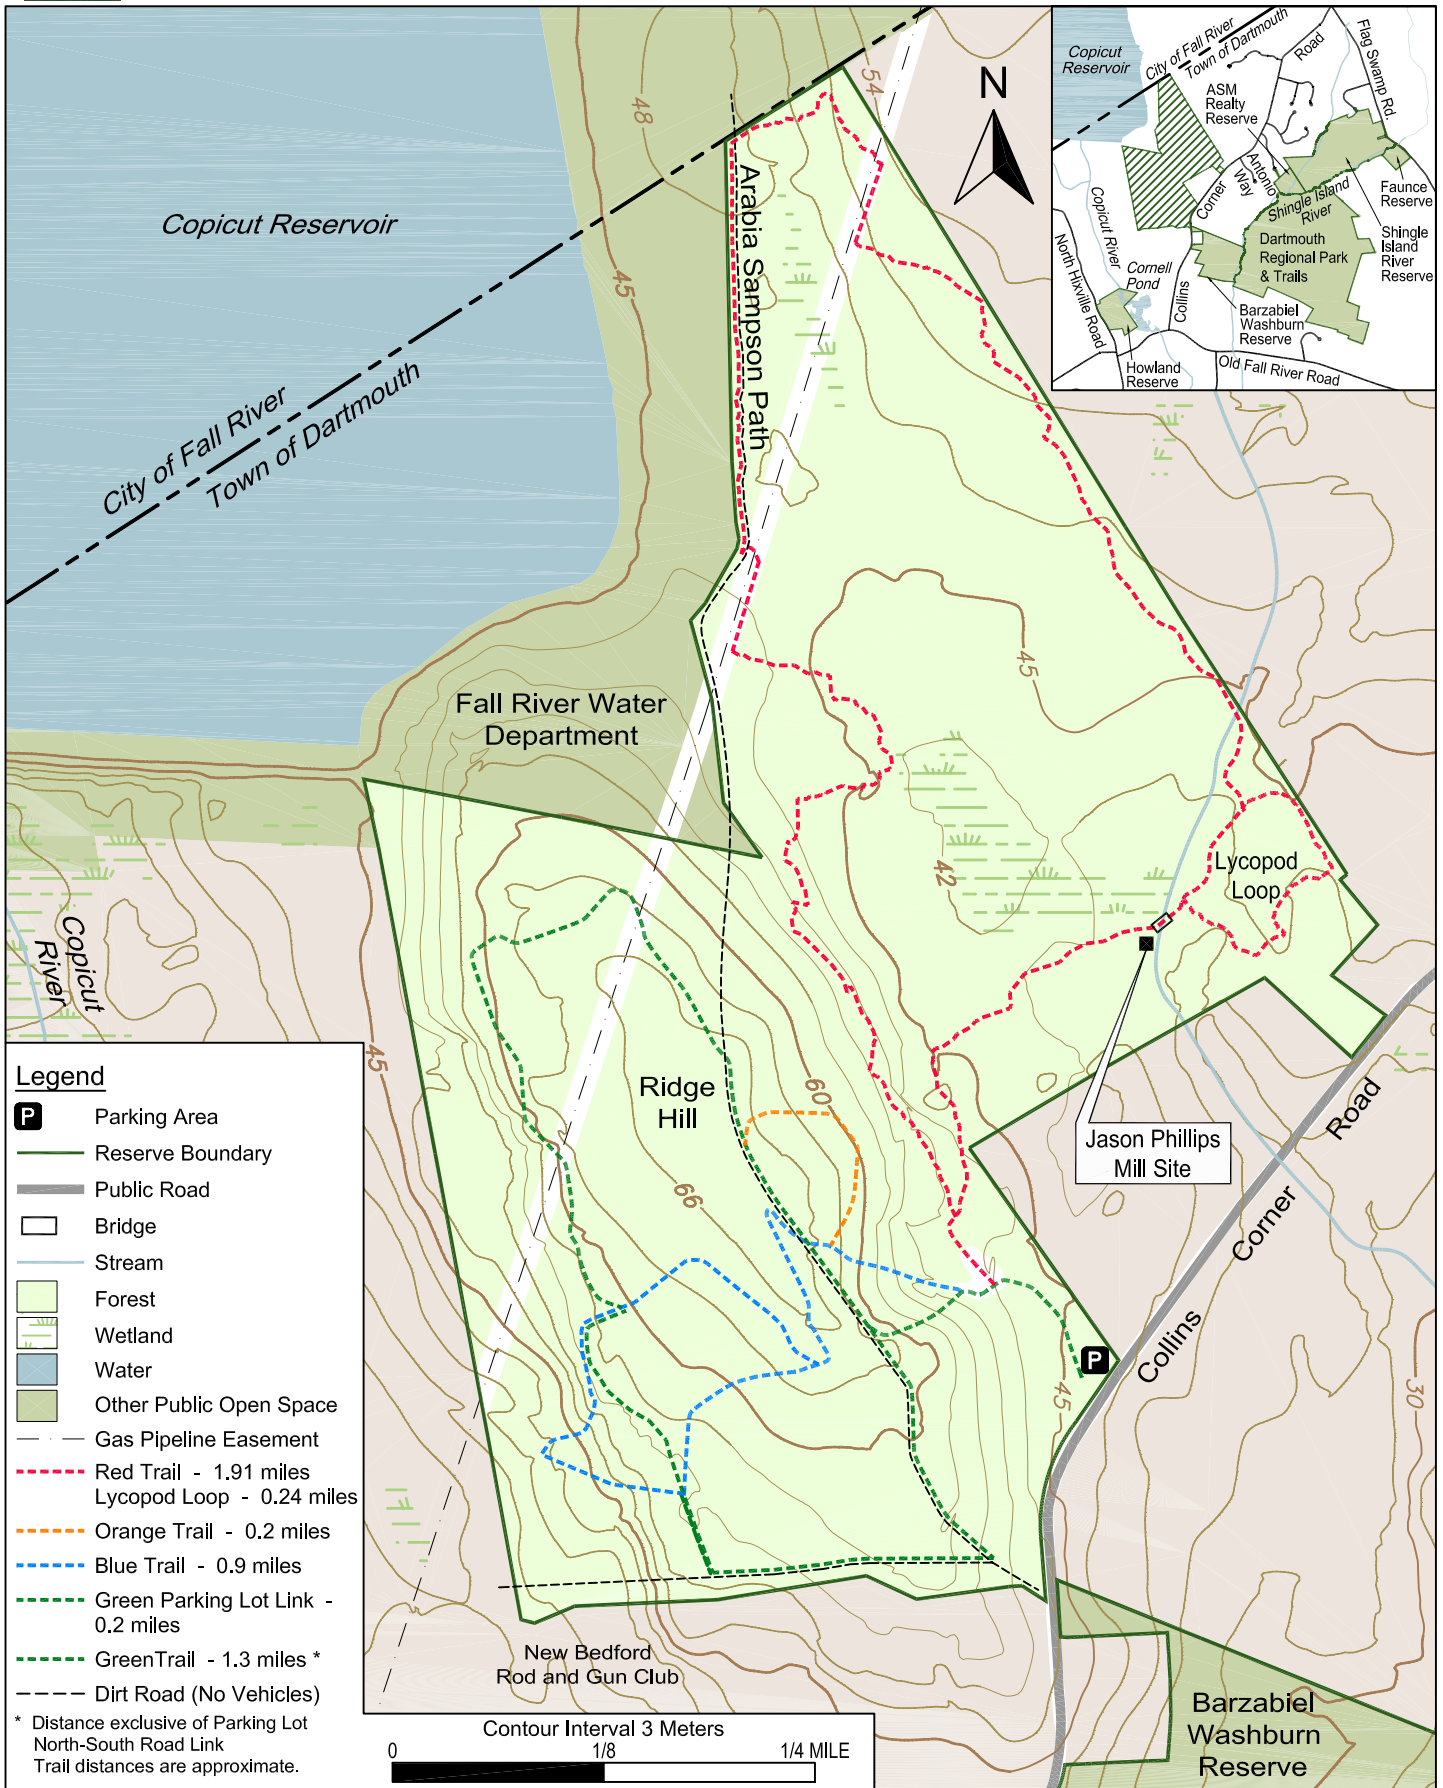 Copicut Reservoir
City of Fall River
Town of Dartmouth
Arabia Sampson Path
N
48
54
45
45
42
45
60
66
45
30
45
Fall River Water
Department
Copicut
River
Lycopod
Loop
Ridge
Hill
Jason Phillips
Mill Site
Collins
Corner
Road
P
New Bedford
Rod and Gun Club
Barzabiel
Washburn
Reserve
Copicut
Reservoir
City of Fall River
Town of Dartmouth
Road
Flag Swamp Rd.
ASM
Realty
Reserve
Antonio
Way
Corner
Collins
Shingle Island
River
Faunce
Reserve
Shingle
Island
River
Reserve
Dartmouth
Regional Park
& Trails
Copicut River
North Hixville Road
Cornell
Pond
Barzabiel
Washburn
Reserve
Howland
Reserve
Old Fall River Road
Legend
P Parking Area
Reserve Boundary
Public Road
Bridge
Stream
Forest
Wetland
Water
Other Public Open Space
Gas Pipeline Easement
Red Trail - 1.91 miles
Lycopod Loop - 0.24 miles
Orange Trail - 0.2 miles
Blue Trail - 0.9 miles
Green Parking Lot Link -
0.2 miles
GreenTrail - 1.3 miles *
Dirt Road (No Vehicles)
* Distance exclusive of Parking Lot
North-South Road Link
Trail distances are approximate.
Contour Interval 3 Meters
0 1/8 1/4 MILE